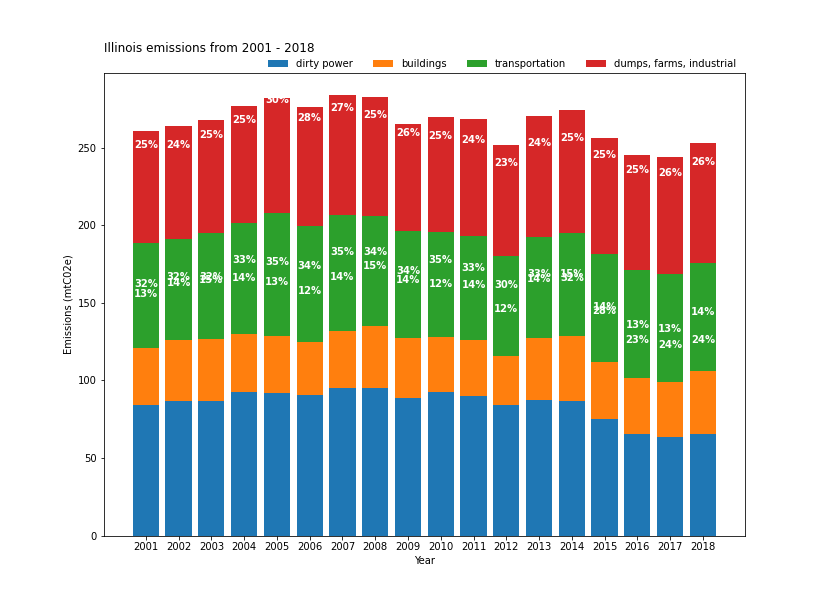 Illinois emissions from 2001 - 2018
dirty power buildings transportation dumps, farms, industrial
Emissions (mtC02e)
250
200
150
100
50
0
25% 24% 25% 25% 30% 28% 27% 25% 26% 25% 24% 23% 24% 25% 25% 25% 26% 26%
32% 32% 32% 33% 35% 34% 35% 34% 34% 35% 33% 30% 33% 15% 14% 13% 13% 14%
13% 14% 15% 14% 13% 12% 14% 15% 14% 12% 14% 12% 14% 32% 28% 23% 24% 24%
2001 2002 2003 2004 2005 2006 2007 2008 2009 2010 2011 2012 2013 2014 2015 2016 2017 2018
Year